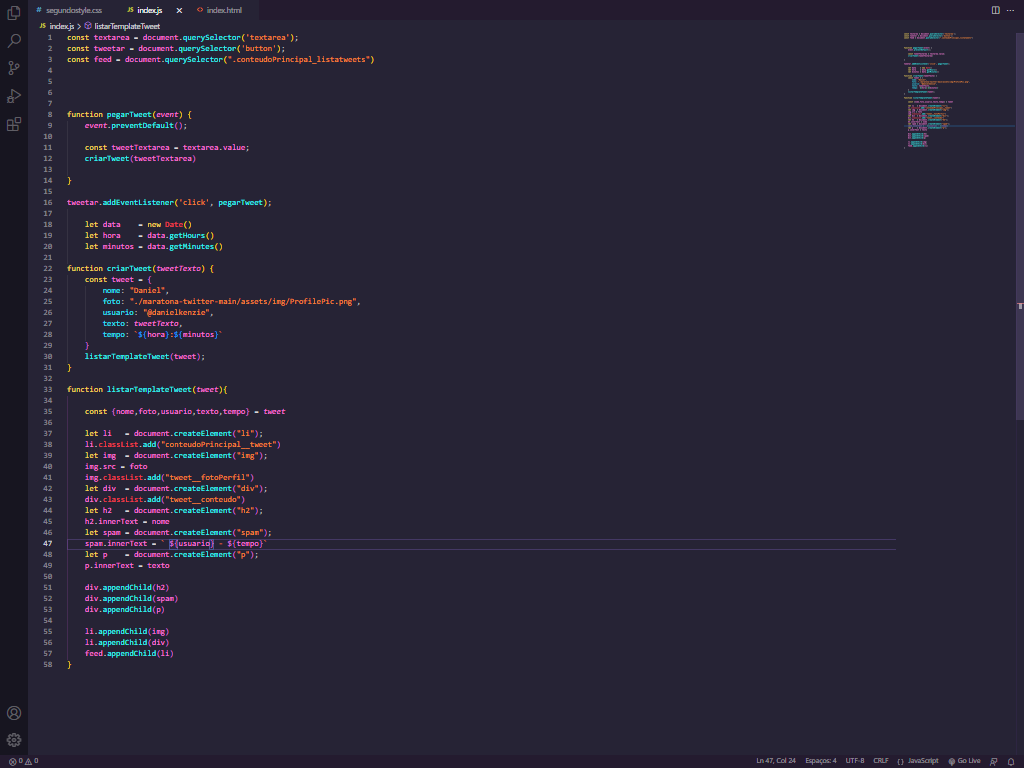 segundostyle.css index.js index.html
index.js > listarTemplateTweet
1 const textarea = document.querySelector('textarea');
2 const tweetar = document.querySelector('button');
3 const feed = document.querySelector(".conteudoPrincipal_listatweets")
4
5
6
7
8 function pegarTweet(event) {
9 event.preventDefault();
10
11 const tweetTextarea = textarea.value;
12 criarTweet(tweetTextarea)
13
14 }
15
16 tweetar.addEventListener('click', pegarTweet);
17
18 let data = new Date()
19 let hora = data.getHours()
20 let minutos = data.getMinutes()
21
22 function criarTweet(tweetTexto) {
23 const tweet = {
24 nome: "Daniel",
25 foto: "./maratona-twitter-main/assets/img/ProfilePic.png",
26 usuario: "@danielkenzie",
27 texto: tweetTexto,
28 tempo: `${hora}:${minutos}`
29 }
30 listarTemplateTweet(tweet);
31 }
32
33 function listarTemplateTweet(tweet){
34
35 const {nome,foto,usuario,texto,tempo} = tweet
36
37 let li = document.createElement("li");
38 li.classList.add("conteudoPrincipal__tweet")
39 let img = document.createElement("img");
40 img.src = foto
41 img.classList.add("tweet__fotoPerfil")
42 let div = document.createElement("div");
43 div.classList.add("tweet__conteudo")
44 let h2 = document.createElement("h2");
45 h2.innerText = nome
46 let spam = document.createElement("spam");
47 spam.innerText = ` ${usuario} - ${tempo}`
48 let p = document.createElement("p");
49 p.innerText = texto
50
51 div.appendChild(h2)
52 div.appendChild(spam)
53 div.appendChild(p)
54
55 li.appendChild(img)
56 li.appendChild(div)
57 feed.appendChild(li)
58 }
0 0 Ln 47, Col 24 Espaços: 4 UTF-8 CRLF {} JavaScript Go Live